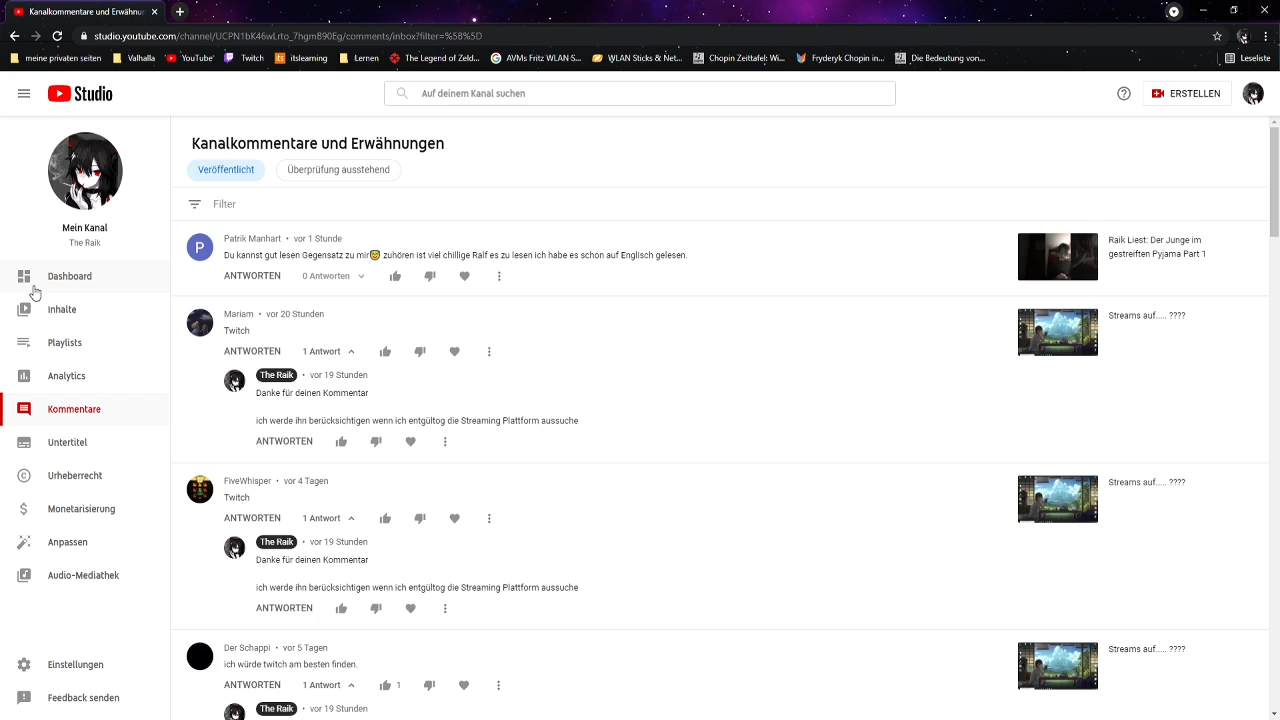 Kanalkommentare und Erwähnun
studio.youtube.com/channel/UCPN1bK46wLrto_7hgmB90Eg/comments/inbox?filter=%5B%5D
meine privaten seiten
Valhalla
YouTube
Twitch
its
itslearning
Lernen
The Legend of Zeld...
AVMs Fritz WLAN S...
WLAN Sticks & Net...
Chopin Zeittafel: Wi...
Fryderyk Chopin in...
Die Bedeutung von...
Leseliste
Studio
Auf deinem Kanal suchen
ERSTELLEN
Mein Kanal
The Raik
Dashboard
Inhalte
Playlists
Analytics
Kommentare
Untertitel
Urheberrecht
Monetarisierung
Anpassen
Audio-Mediathek
Einstellungen
Feedback senden
Kanalkommentare und Erwähnungen
Veröffentlicht
Überprüfung ausstehend
Filter
P
Patrik Manhart • vor 1 Stunde
Du kannst gut lesen Gegensatz zu mir😅 zuhören ist viel chillige Ralf es zu lesen ich habe es schon auf Englisch gelesen.
ANTWORTEN 0 Antworten
Raik Liest: Der Junge im
gestreiften Pyjama Part 1
Mariam • vor 20 Stunden
Twitch
ANTWORTEN 1 Antwort
Streams auf..... ????
The Raik • vor 19 Stunden
Danke für deinen Kommentar
ich werde ihn berücksichtigen wenn ich entgültog die Streaming Plattform aussuche
ANTWORTEN
FiveWhisper • vor 4 Tagen
Twitch
ANTWORTEN 1 Antwort
Streams auf..... ????
The Raik • vor 19 Stunden
Danke für deinen Kommentar
ich werde ihn berücksichtigen wenn ich entgültog die Streaming Plattform aussuche
ANTWORTEN
Der Schappi • vor 5 Tagen
ich würde twitch am besten finden.
ANTWORTEN 1 Antwort 1
Streams auf..... ????
The Raik • vor 19 Stunden